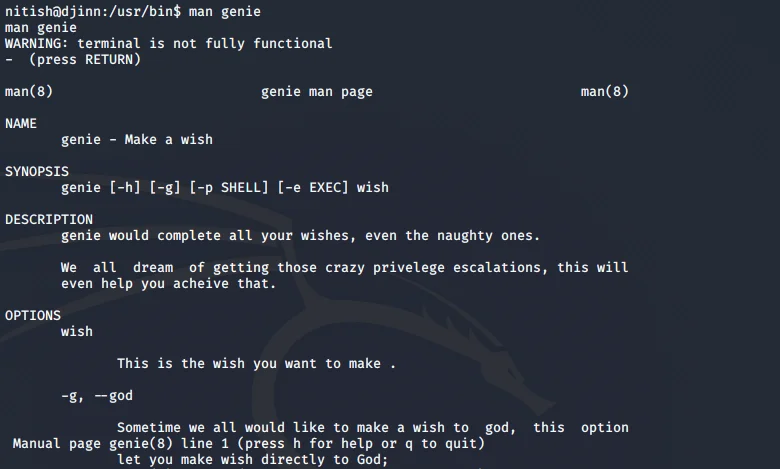 nitish@djinn:/usr/bin$ man genie
man genie
WARNING: terminal is not fully functional
-  (press RETURN)
man(8) genie man page man(8)
NAME
genie - Make a wish
SYNOPSIS
genie [-h] [-g] [-p SHELL] [-e EXEC] wish
DESCRIPTION
genie would complete all your wishes, even the naughty ones.
We all dream of getting those crazy privelege escalations, this will
even help you acheive that.
OPTIONS
wish
This is the wish you want to make .
-g, --god
Sometime we all would like to make a wish to god, this option
Manual page genie(8) line 1 (press h for help or q to quit)
let you make wish directly to God;